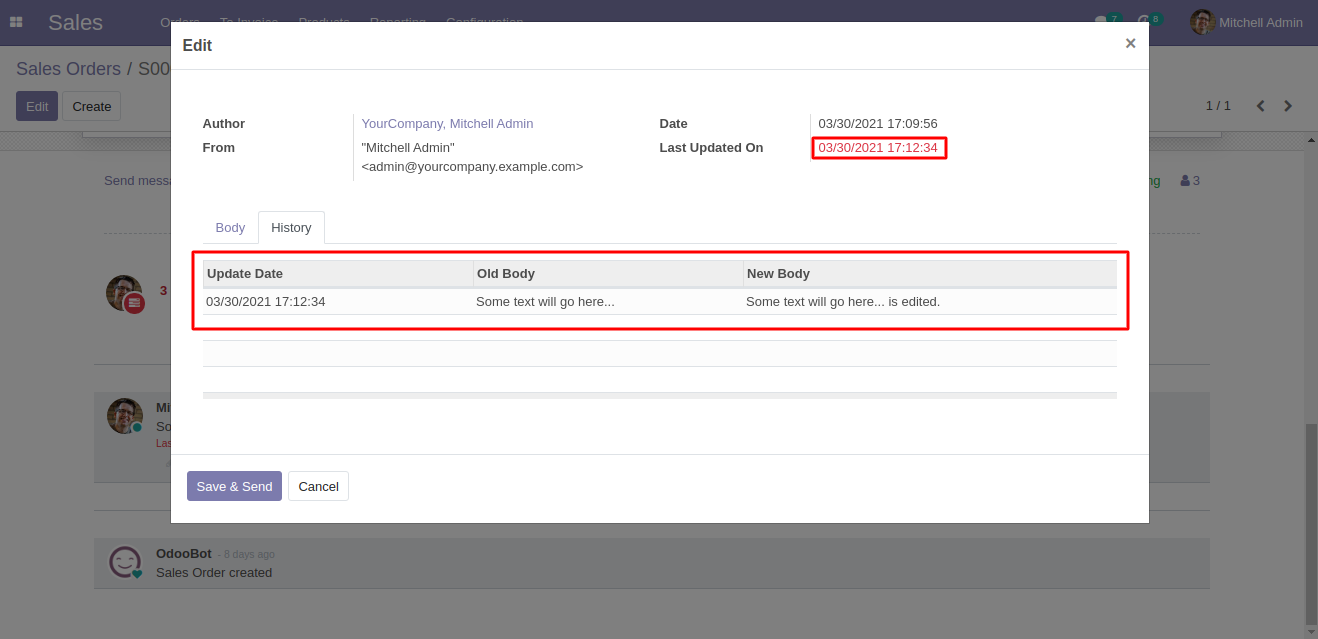 Sales
Orders To Invoice Products Reporting Configuration
7 8 Mitchell Admin
Edit ×
Sales Orders / S00
Edit Create 1 / 1
Author YourCompany, Mitchell Admin Date 03/30/2021 17:09:56
From "Mitchell Admin" Last Updated On 03/30/2021 17:12:34
<admin@yourcompany.example.com>
Send messa ng 3
Body History
Update Date Old Body New Body
03/30/2021 17:12:34 Some text will go here... Some text will go here... is edited.
3
Mi
So
Las
Save & Send Cancel
OdooBot - 8 days ago
Sales Order created